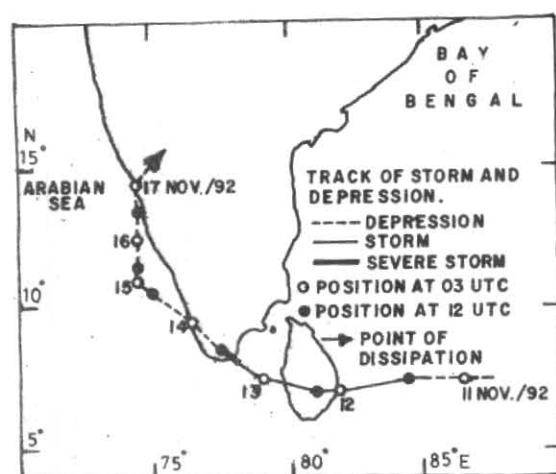 BAY
OF
BENGAL
N
15°
ARABIAN
SEA
17 NOV./92
TRACK OF STORM AND
DEPRESSION.
DEPRESSION
STORM
SEVERE STORM
POSITION AT 03 UTC
POSITION AT 12 UTC
POINT OF
DISSIPATION
16
15
10°
14
13
12
11 NOV./92
5°
75°
80°
85°E